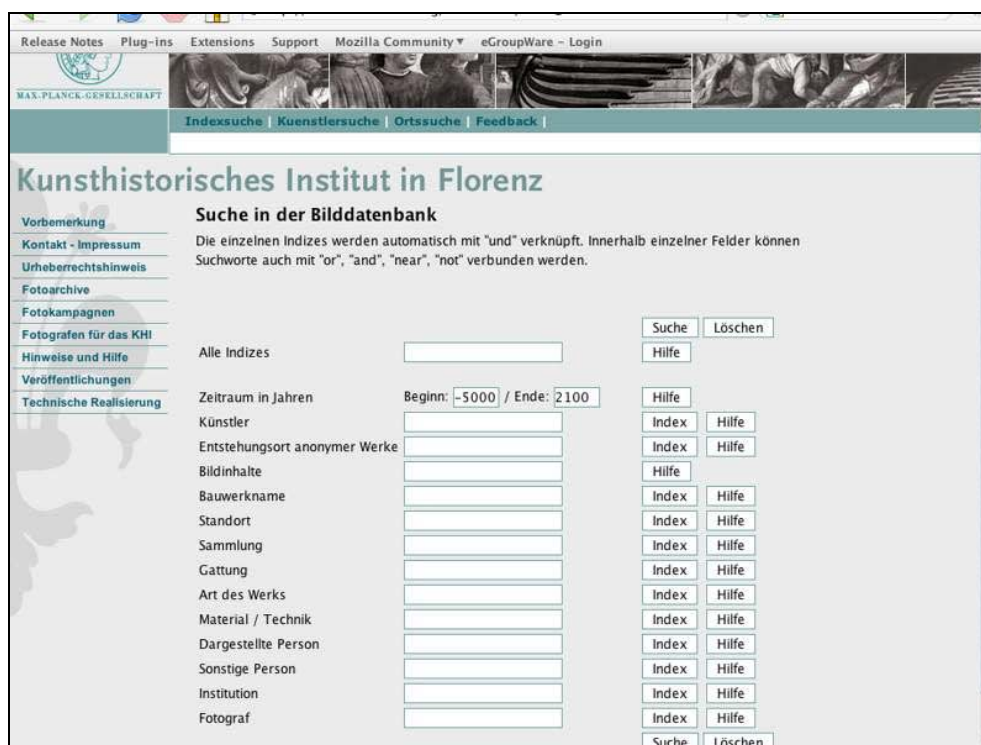 Release Notes Plug-ins Extensions Support Mozilla Community eGroupWare - Login
MAX-PLANCK-GESELLSCHAFT
Indexsuche | Kuenstlersuche | Ortssuche | Feedback |
Kunsthistorisches Institut in Florenz
Vorbemerkung
Kontakt - Impressum
Urheberrechtshinweis
Fotoarchive
Fotokampagnen
Fotografen für das KHI
Hinweise und Hilfe
Veröffentlichungen
Technische Realisierung
Suche in der Bilddatenbank
Die einzelnen Indizes werden automatisch mit "und" verknüpft. Innerhalb einzelner Felder können
Suchworte auch mit "or", "and", "near", "not" verbunden werden.
Suche Löschen
Alle Indizes Hilfe
Zeitraum in Jahren Beginn: -5000 / Ende: 2100 Hilfe
Künstler Index Hilfe
Entstehungsort anonymer Werke Index Hilfe
Bildinhalte Hilfe
Bauwerkname Index Hilfe
Standort Index Hilfe
Sammlung Index Hilfe
Gattung Index Hilfe
Art des Werks Index Hilfe
Material / Technik Index Hilfe
Dargestellte Person Index Hilfe
Sonstige Person Index Hilfe
Institution Index Hilfe
Fotograf Index Hilfe
Suche Löschen